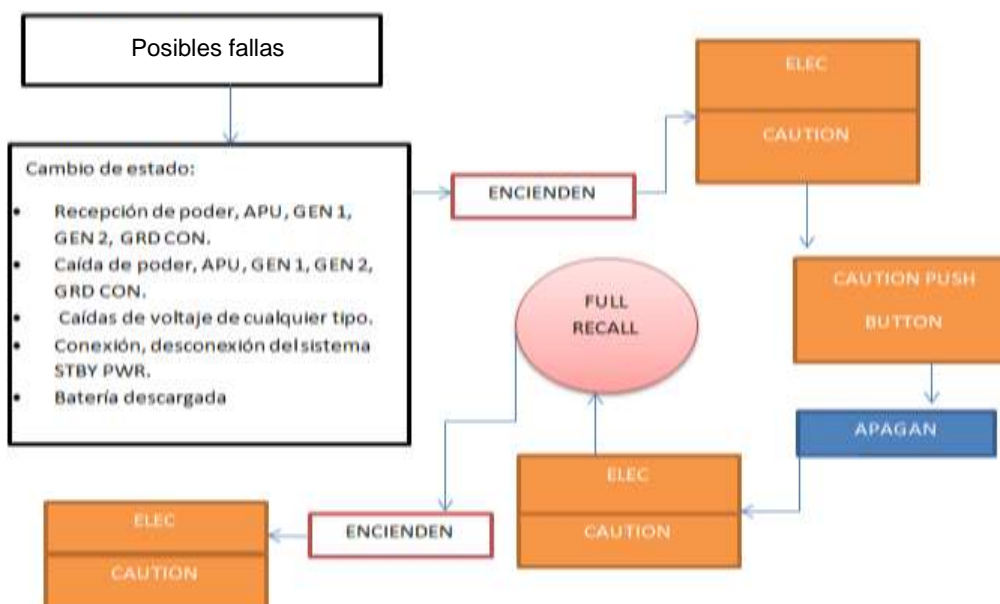 Posibles fallas
Cambio de estado:
• Recepción de poder, APU, GEN 1,
GEN 2, GRD CON.
• Caída de poder, APU, GEN 1, GEN 2,
GRD CON.
• Caídas de voltaje de cualquier tipo.
• Conexión, desconexión del sistema
STBY PWR.
• Batería descargada
ENCIENDEN
ELEC
CAUTION
CAUTION PUSH
BUTTON
APAGAN
ELEC
CAUTION
FULL
RECALL
ENCIENDEN
ELEC
CAUTION